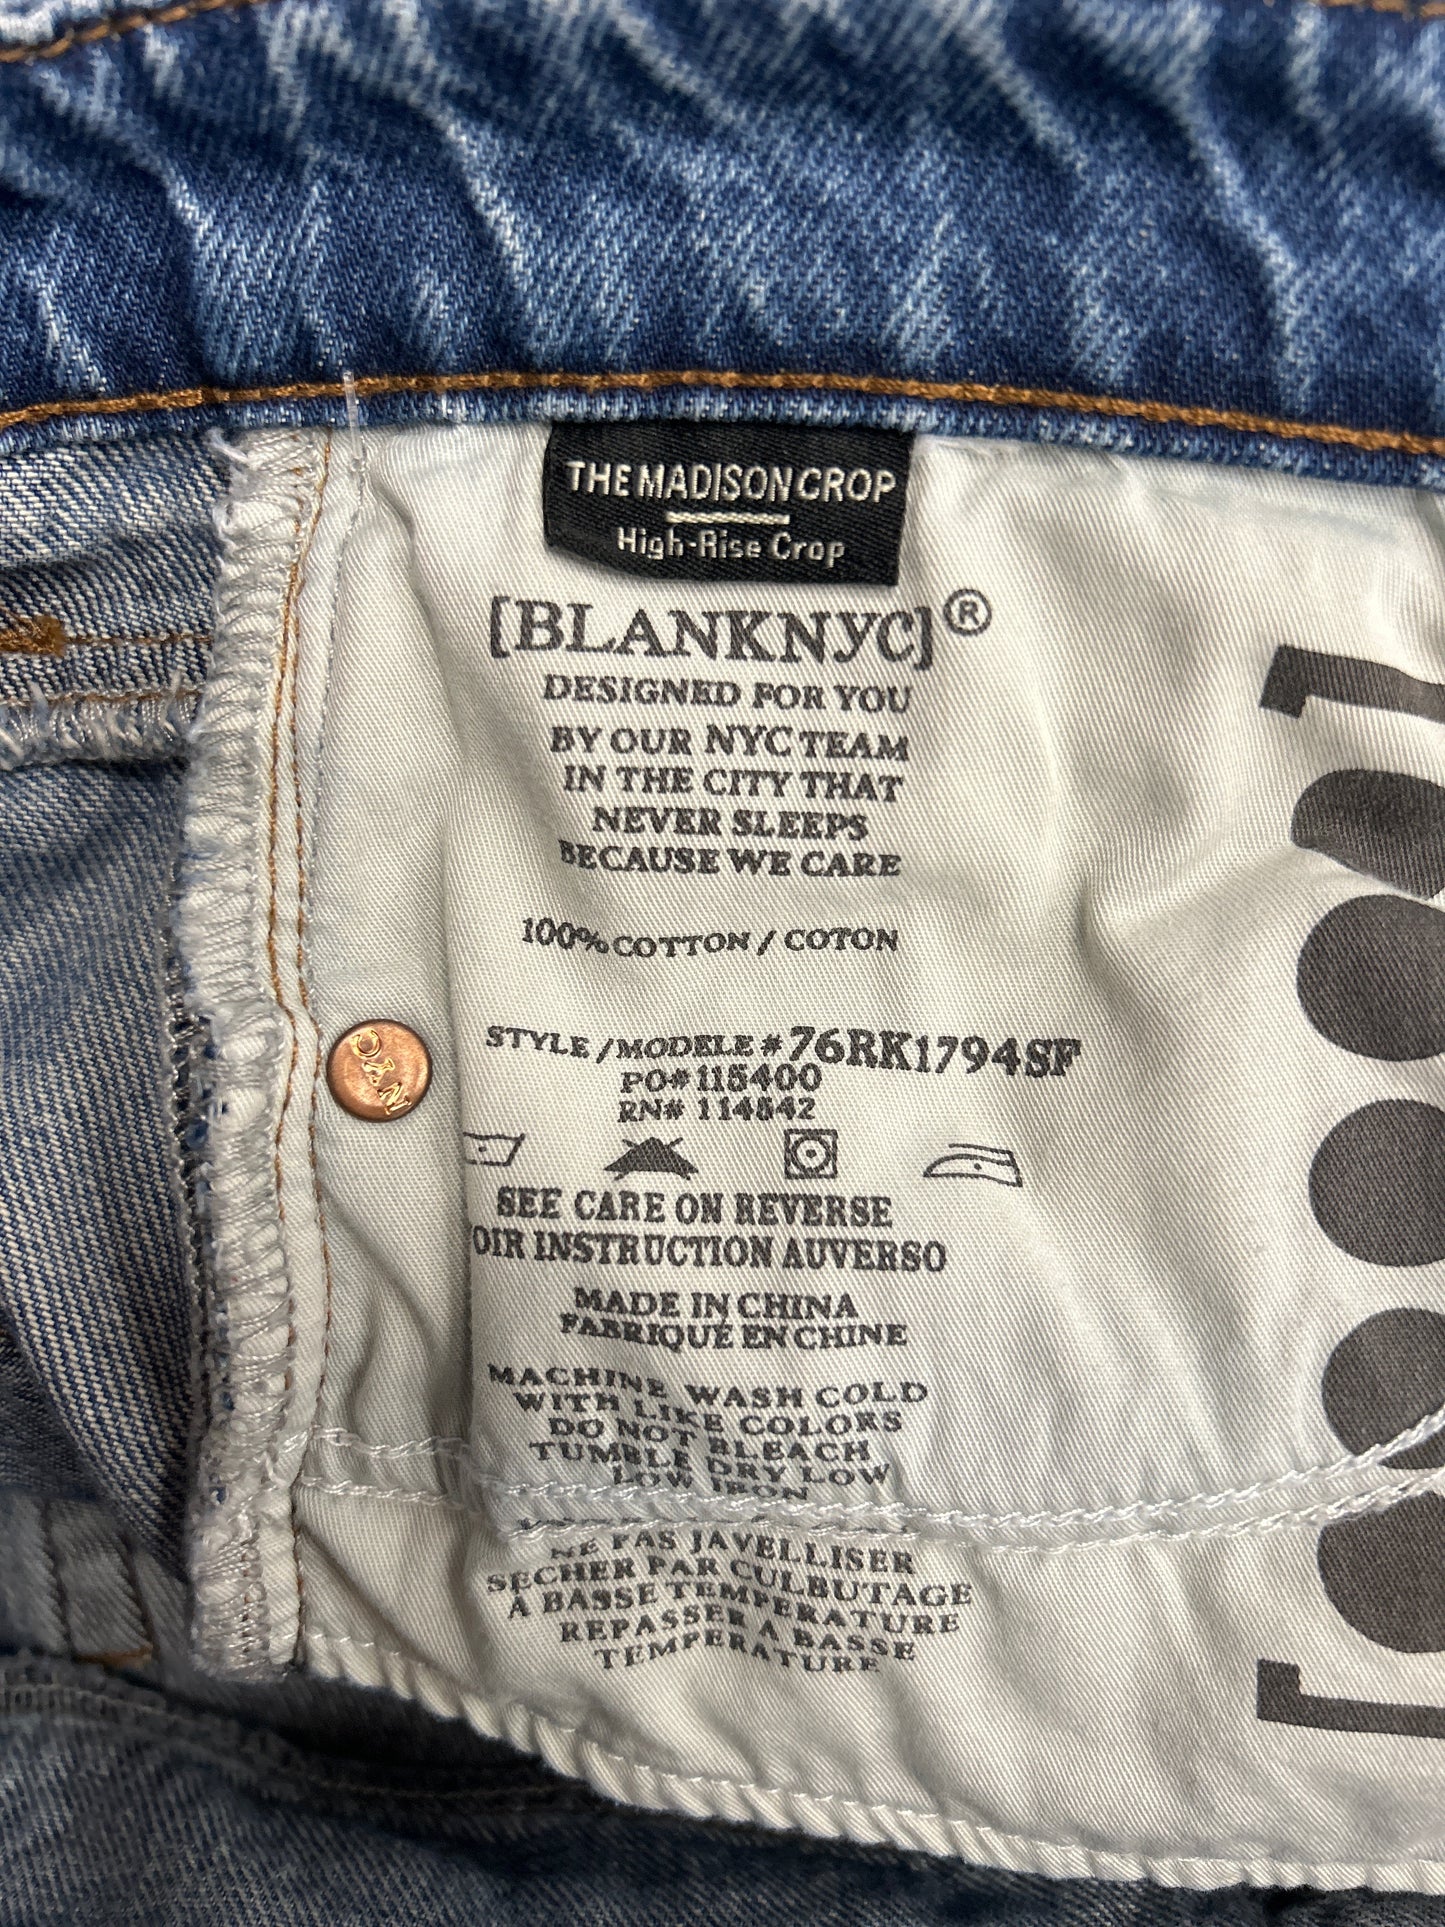 THE MADISON CROP
High-Rise Crop
[BLANKNYC]®
DESIGNED FOR YOU
BY OUR NYC TEAM
IN THE CITY THAT
NEVER SLEEPS
BECAUSE WE CARE
100% COTTON / COTON
STYLE/MODELE # 76RK1794SF
PO# 115400
RN# 114542
NYC
SEE CARE ON REVERSE
OIR INSTRUCTION AUVERSO
MADE IN CHINA
FABRIQUÉ EN CHINE
MACHINE WASH COLD
WITH LIKE COLORS
DO NOT BLEACH
TUMBLE DRY LOW
LOW IRON
NE PAS JAVELLISER
SECHER PAR CULBUTAGE
À BASSE TEMPERATURE
REPASSER À BASSE
TEMPERATURE